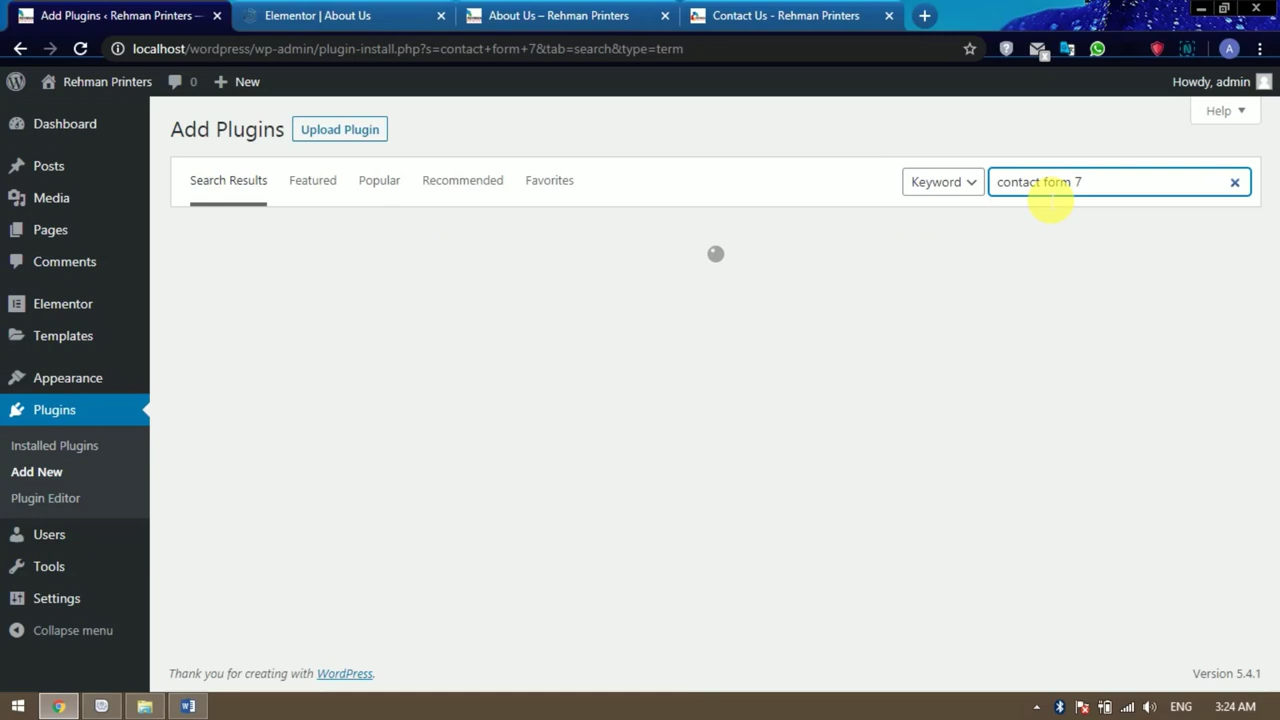 Add Plugins ‹ Rehman Printers —
Elementor | About Us
About Us – Rehman Printers
Contact Us - Rehman Printers
localhost/wordpress/wp-admin/plugin-install.php?s=contact+form+7&tab=search&type=term
A
Rehman Printers
0
New
Howdy, admin
Help
Dashboard
Posts
Media
Pages
Comments
Elementor
Templates
Appearance
Plugins
Installed Plugins
Add New
Plugin Editor
Users
Tools
Settings
Collapse menu
Add Plugins
Upload Plugin
Search Results
Featured
Popular
Recommended
Favorites
Keyword
contact form 7
Thank you for creating with WordPress.
Version 5.4.1
ENG
3:24 AM